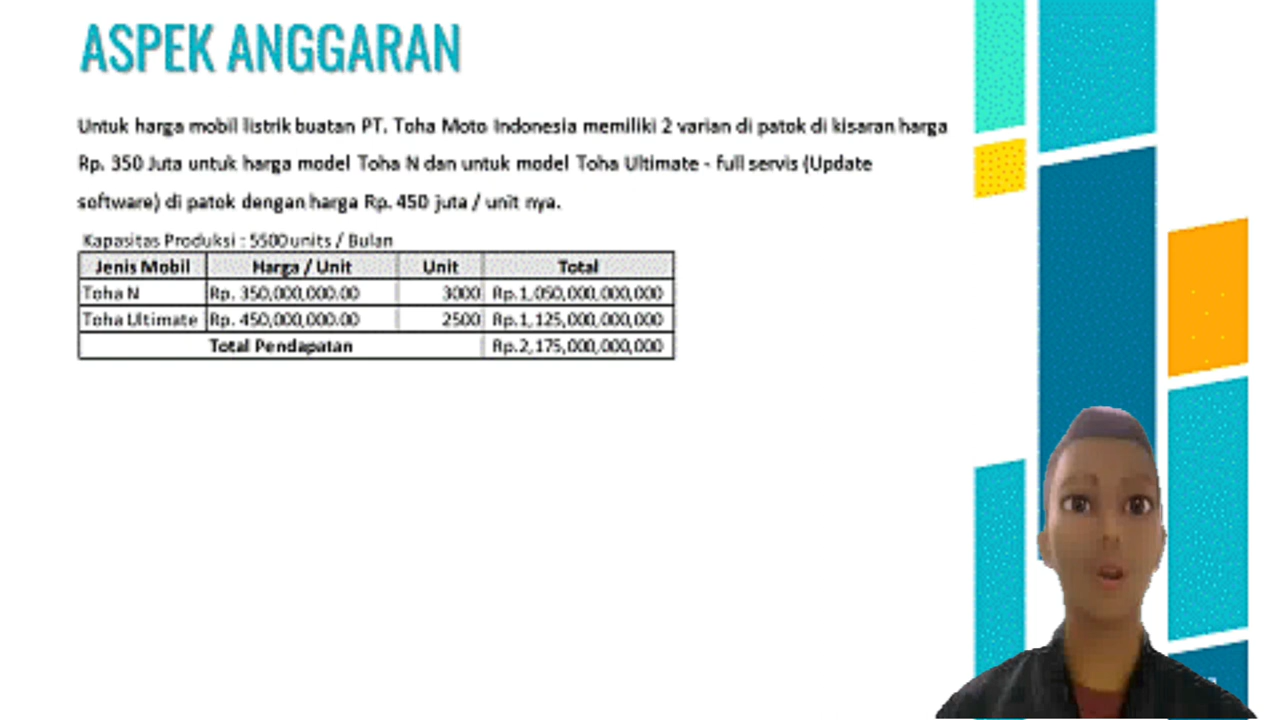 ASPEK ANGGARAN
Untuk harga mobil listrik buatan PT. Toha Moto Indonesia memiliki 2 varian di patok di kisaran harga
Rp. 350 Juta untuk harga model Toha N dan untuk model Toha Ultimate - full servis (Update
software) di patok dengan harga Rp. 450 juta / unit nya.
Kapasitas Produksi : 5500 units / Bulan
Jenis Mobil Harga / Unit Unit Total
Toha N Rp. 350,000,000.00 3000 Rp.1,050,000,000,000
Toha Ultimate Rp. 450,000,000.00 2500 Rp.1,125,000,000,000
Total Pendapatan Rp.2,175,000,000,000